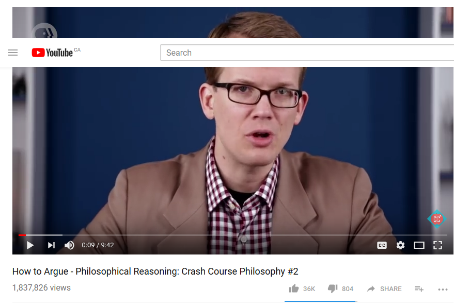 YouTube CA
Search
0:09 / 9:42
How to Argue - Philosophical Reasoning: Crash Course Philosophy #2
1,837,826 views
36K
804
SHARE